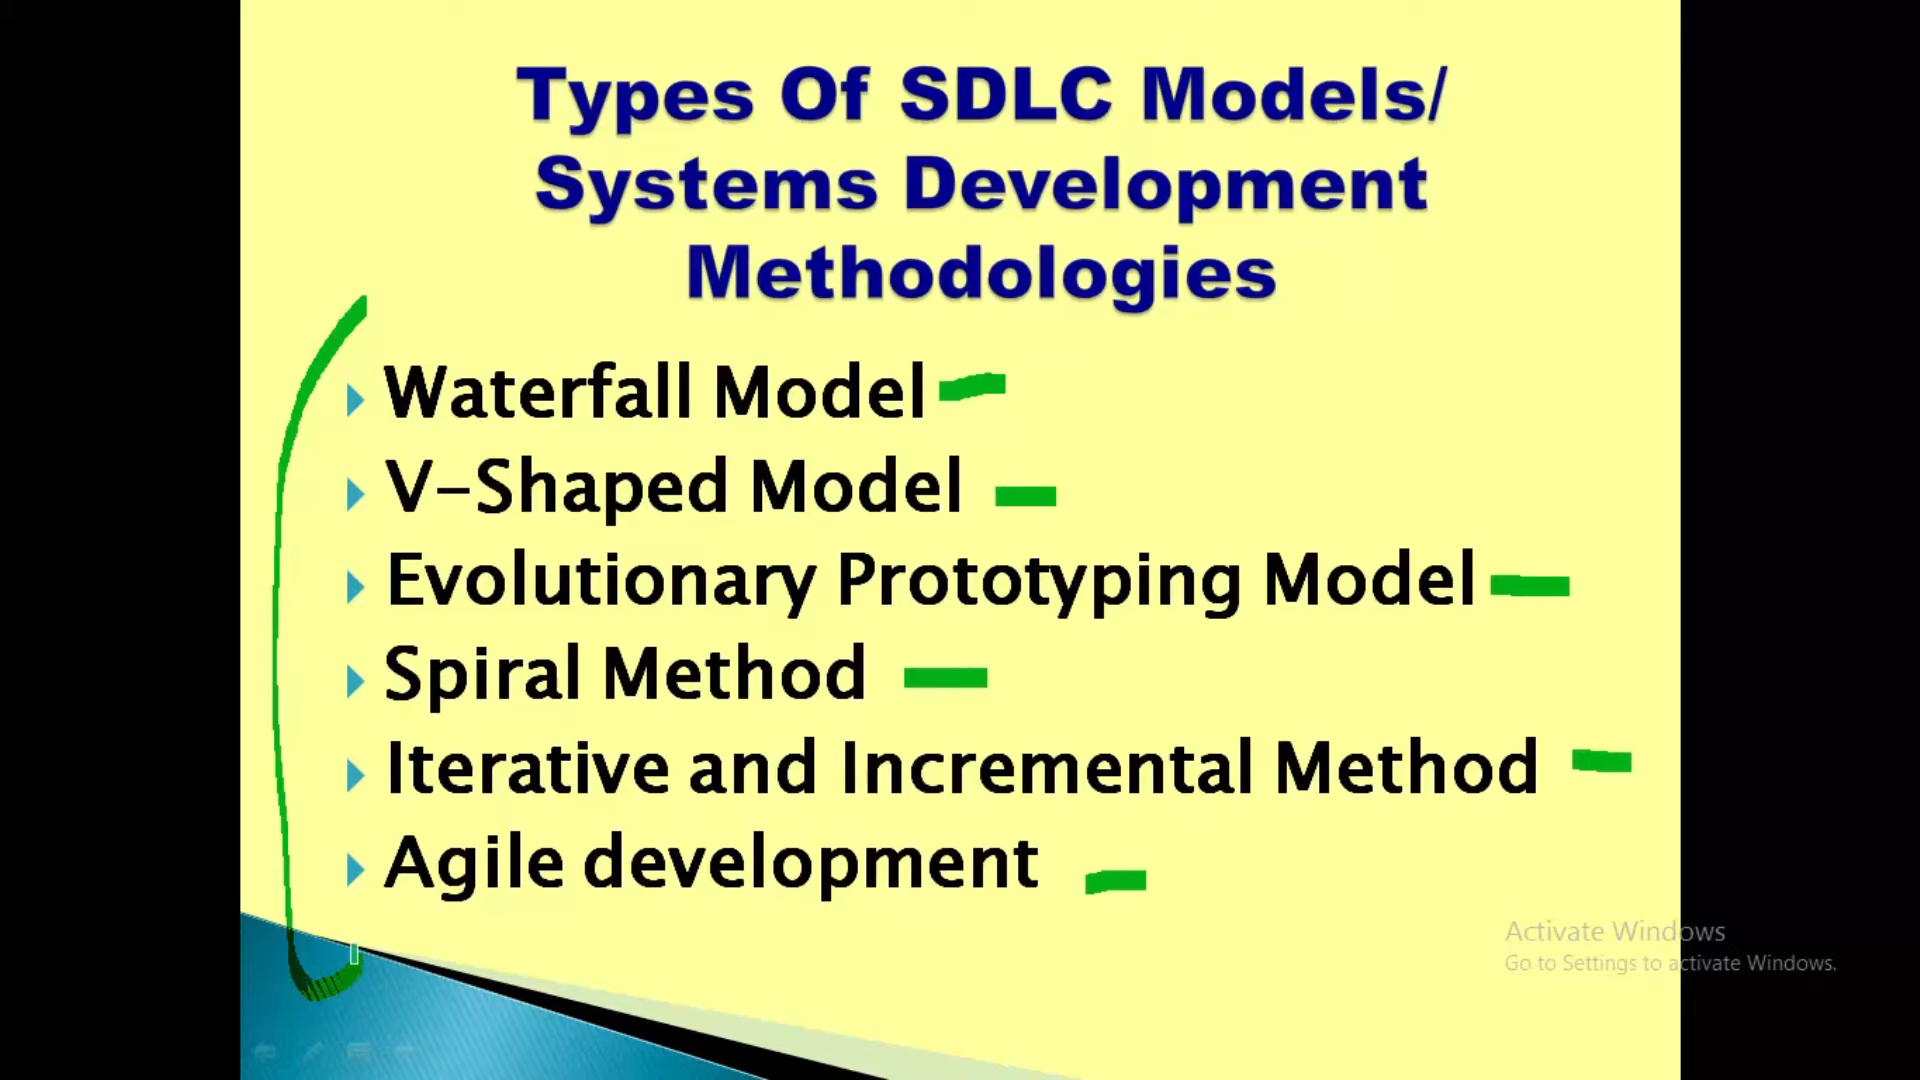 Types Of SDLC Models/
Systems Development
Methodologies
Waterfall Model
V-Shaped Model
Evolutionary Prototyping Model
Spiral Method
Iterative and Incremental Method
Agile development
Activate Windows
Go to Settings to activate Windows.